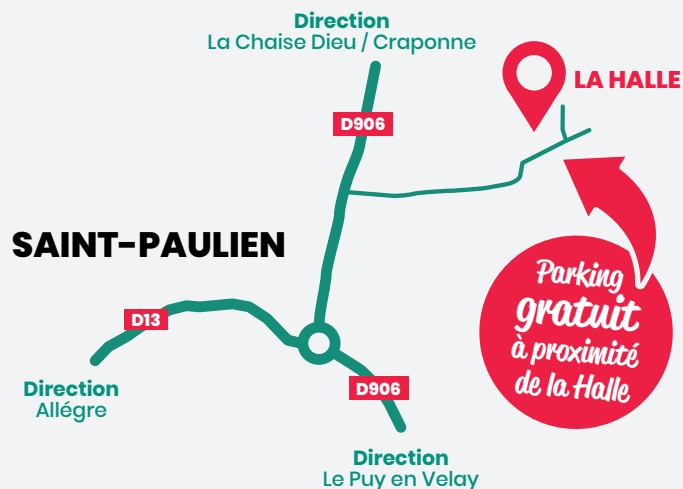 Direction
La Chaise Dieu / Craponne
LA HALLE
D906
SAINT-PAULIEN
Parking
gratuit
à proximité
de la Halle
D13
D906
Direction
Allégre
Direction
Le Puy en Velay